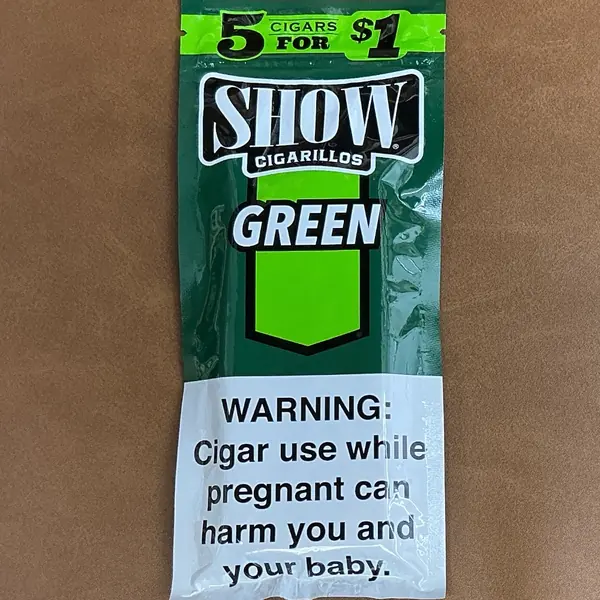 5 CIGARS FOR $1
SHOW®
CIGARILLOS
GREEN
WARNING:
Cigar use while
pregnant can
harm you and
your baby.